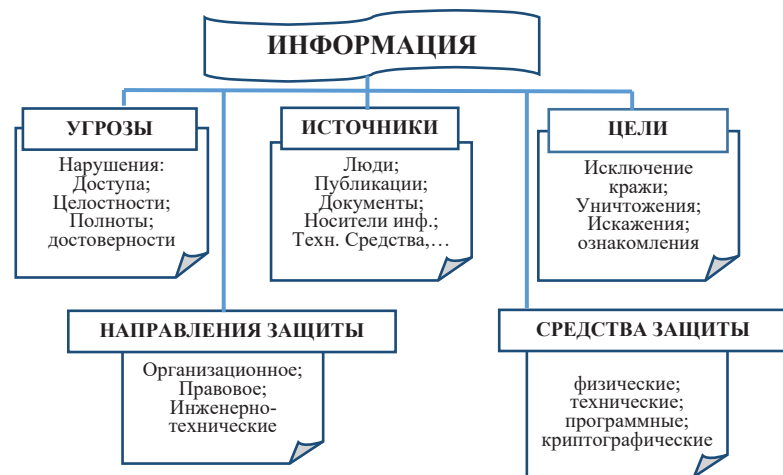 ИНФОРМАЦИЯ
УГРОЗЫ
Нарушения:
Доступа;
Целостности;
Полноты;
достоверности
ИСТОЧНИКИ
Люди;
Публикации;
Документы;
Носители инф.;
Техн. Средства,…
ЦЕЛИ
Исключение
кражи;
Уничтожения;
Искажения;
ознакомления
НАПРАВЛЕНИЯ ЗАЩИТЫ
Организационное;
Правовое;
Инженерно-
технические
СРЕДСТВА ЗАЩИТЫ
физические;
технические;
программные;
криптографические